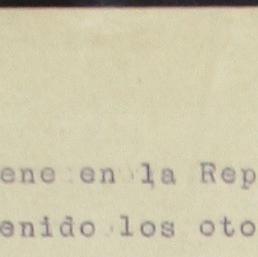 ene en la Rep
enido los oto